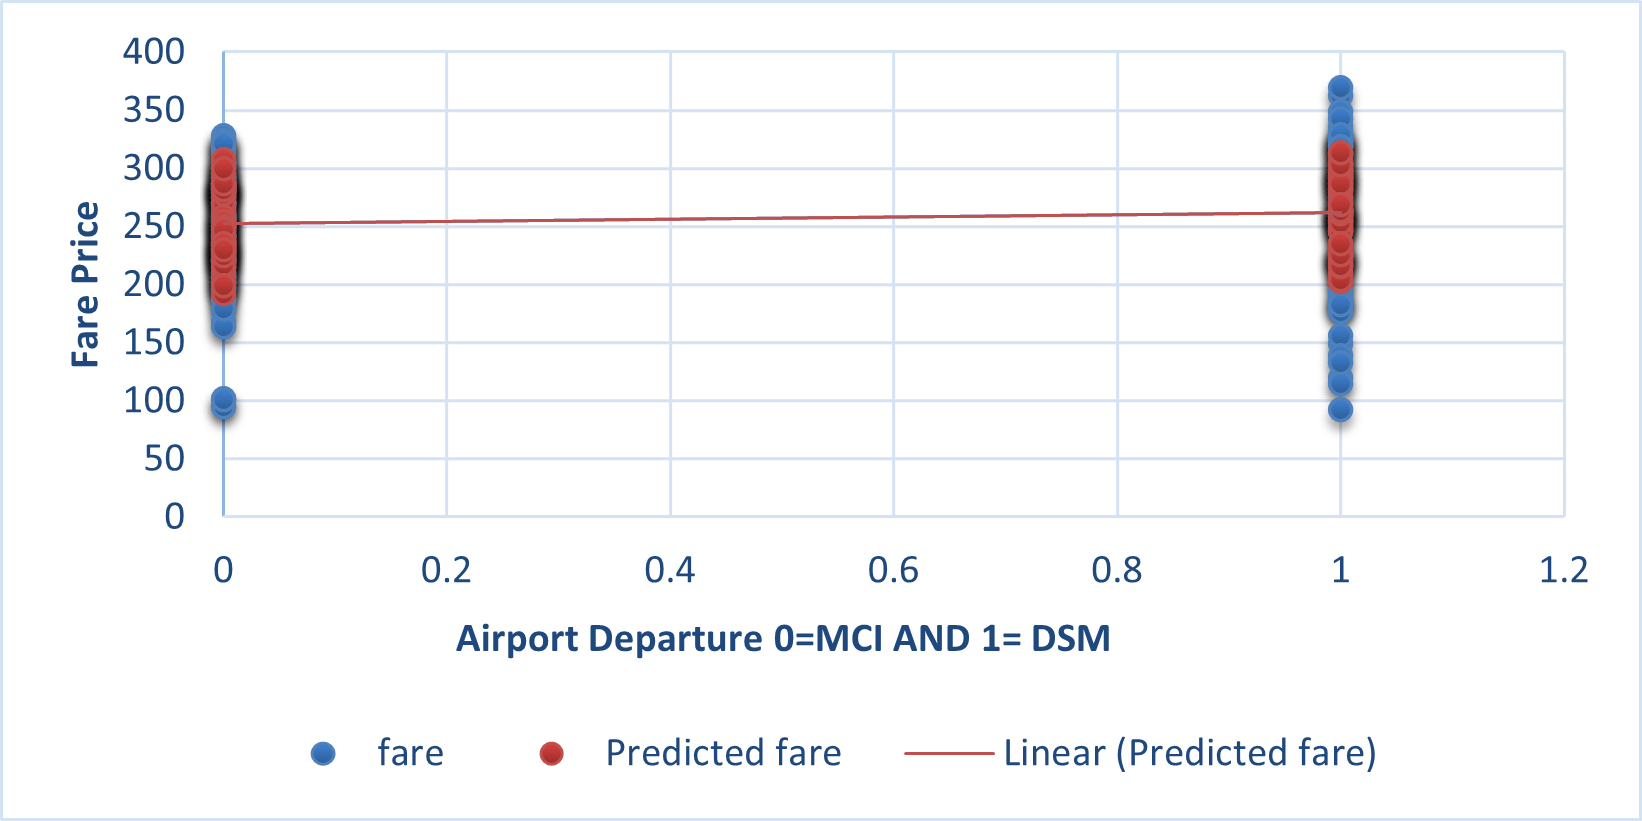 400
350
300
250
200
150
100
50
0
Fare Price
0 0.2 0.4 0.6 0.8 1 1.2
Airport Departure 0=MCI AND 1= DSM
fare Predicted fare Linear (Predicted fare)